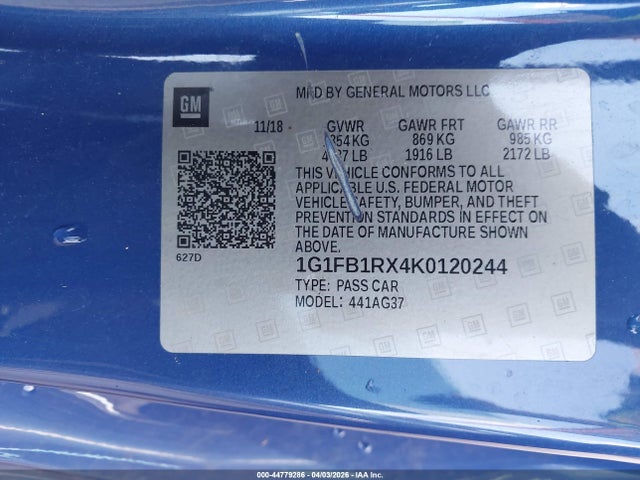 GM
MFD BY GENERAL MOTORS LLC
11/18 GVWR GAWR FRT GAWR RR
869 KG 985 KG
LB 1916 LB 2172 LB
THIS VEHICLE CONFORMS TO ALL
APPLICABLE U.S. FEDERAL MOTOR
VEHICLE SAFETY, BUMPER, AND THEFT
PREVENTION STANDARDS IN EFFECT ON
THE DATE OF MANUFACTURE SHOWN
ABOVE.
627D
1G1FB1RX4K0120244
TYPE: PASS CAR
MODEL: 441AG37
000-44779286 - 04/03/2026 - IAA Inc.